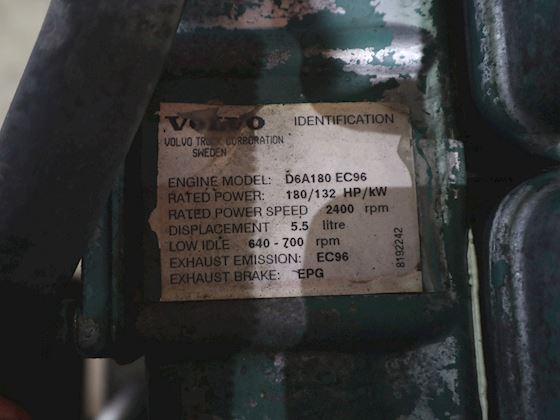 VOLVO IDENTIFICATION
VOLVO TRUCK CORPORATION
SWEDEN
ENGINE MODEL: D6A180 EC96
RATED POWER: 180/132 HP/kW
RATED POWER SPEED 2400 rpm
DISPLACEMENT 5.5 litre
LOW IDLE 640-700 rpm
EXHAUST EMISSION: EC96
EXHAUST BRAKE: EPG
8192242